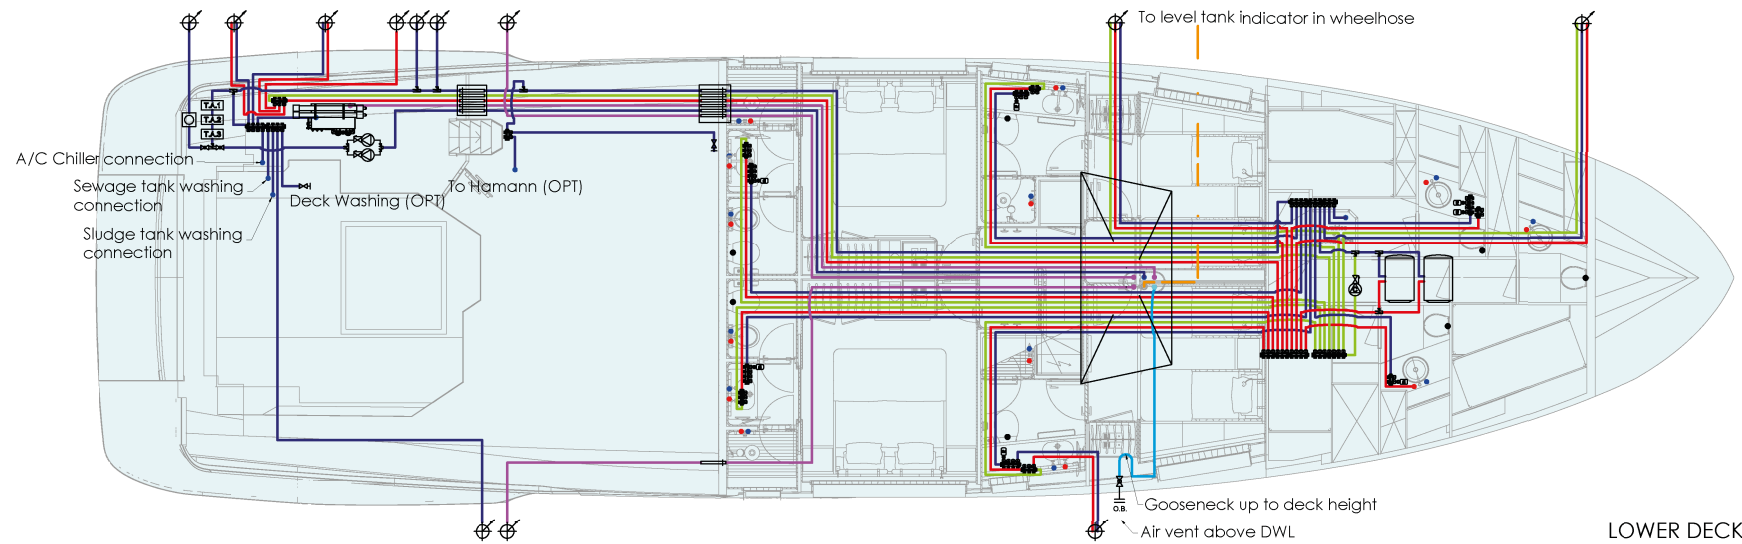 To level tank indicator in wheelhose
A/C Chiller connection
Sewage tank washing
connection
Deck Washing (OPT)
To Hamann (OPT)
Sludge tank washing
connection
Gooseneck up to deck height
O.B.
Air vent above DWL
LOWER DECK